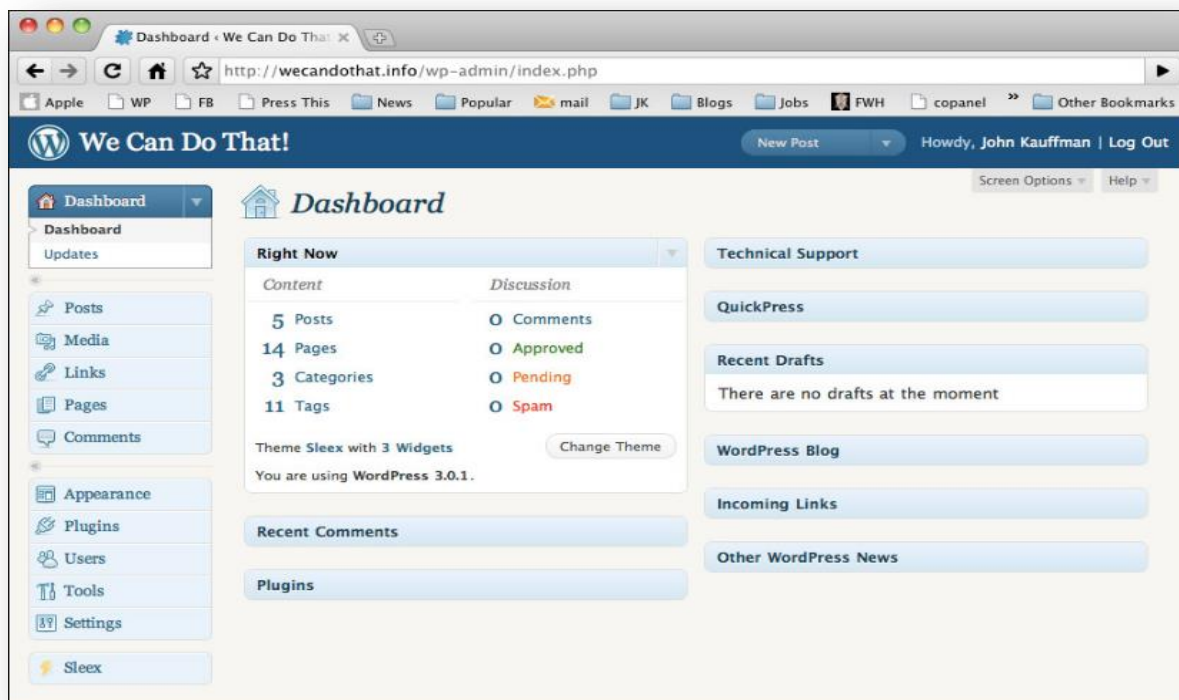 Dashboard ‹ We Can Do That
http://wecandothat.info/wp-admin/index.php
Apple WP FB Press This News Popular mail JK Blogs Jobs FWH copanel » Other Bookmarks
We Can Do That!
New Post
Howdy, John Kauffman | Log Out
Screen Options Help
Dashboard
Dashboard
Updates
Posts
Media
Links
Pages
Comments
Appearance
Plugins
Users
Tools
Settings
Sleex
Dashboard
Right Now
Content Discussion
5 Posts 0 Comments
14 Pages 0 Approved
3 Categories 0 Pending
11 Tags 0 Spam
Theme Sleex with 3 Widgets Change Theme
You are using WordPress 3.0.1.
Recent Comments
Plugins
Technical Support
QuickPress
Recent Drafts
There are no drafts at the moment
WordPress Blog
Incoming Links
Other WordPress News